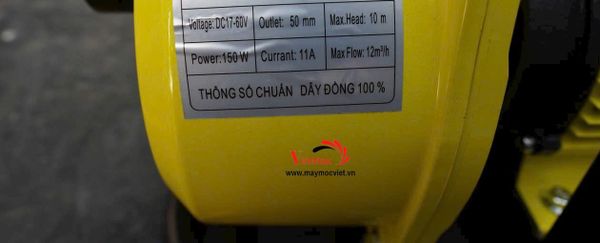 Voltage: DC17-60V Outlet: 50 mm Max.Head: 10 m
Power:150 W Currant: 11A Max Flow: 12m³/h
THÔNG SỐ CHUẨN DÂY ĐỒNG 100 %
www.maymocviet.vn